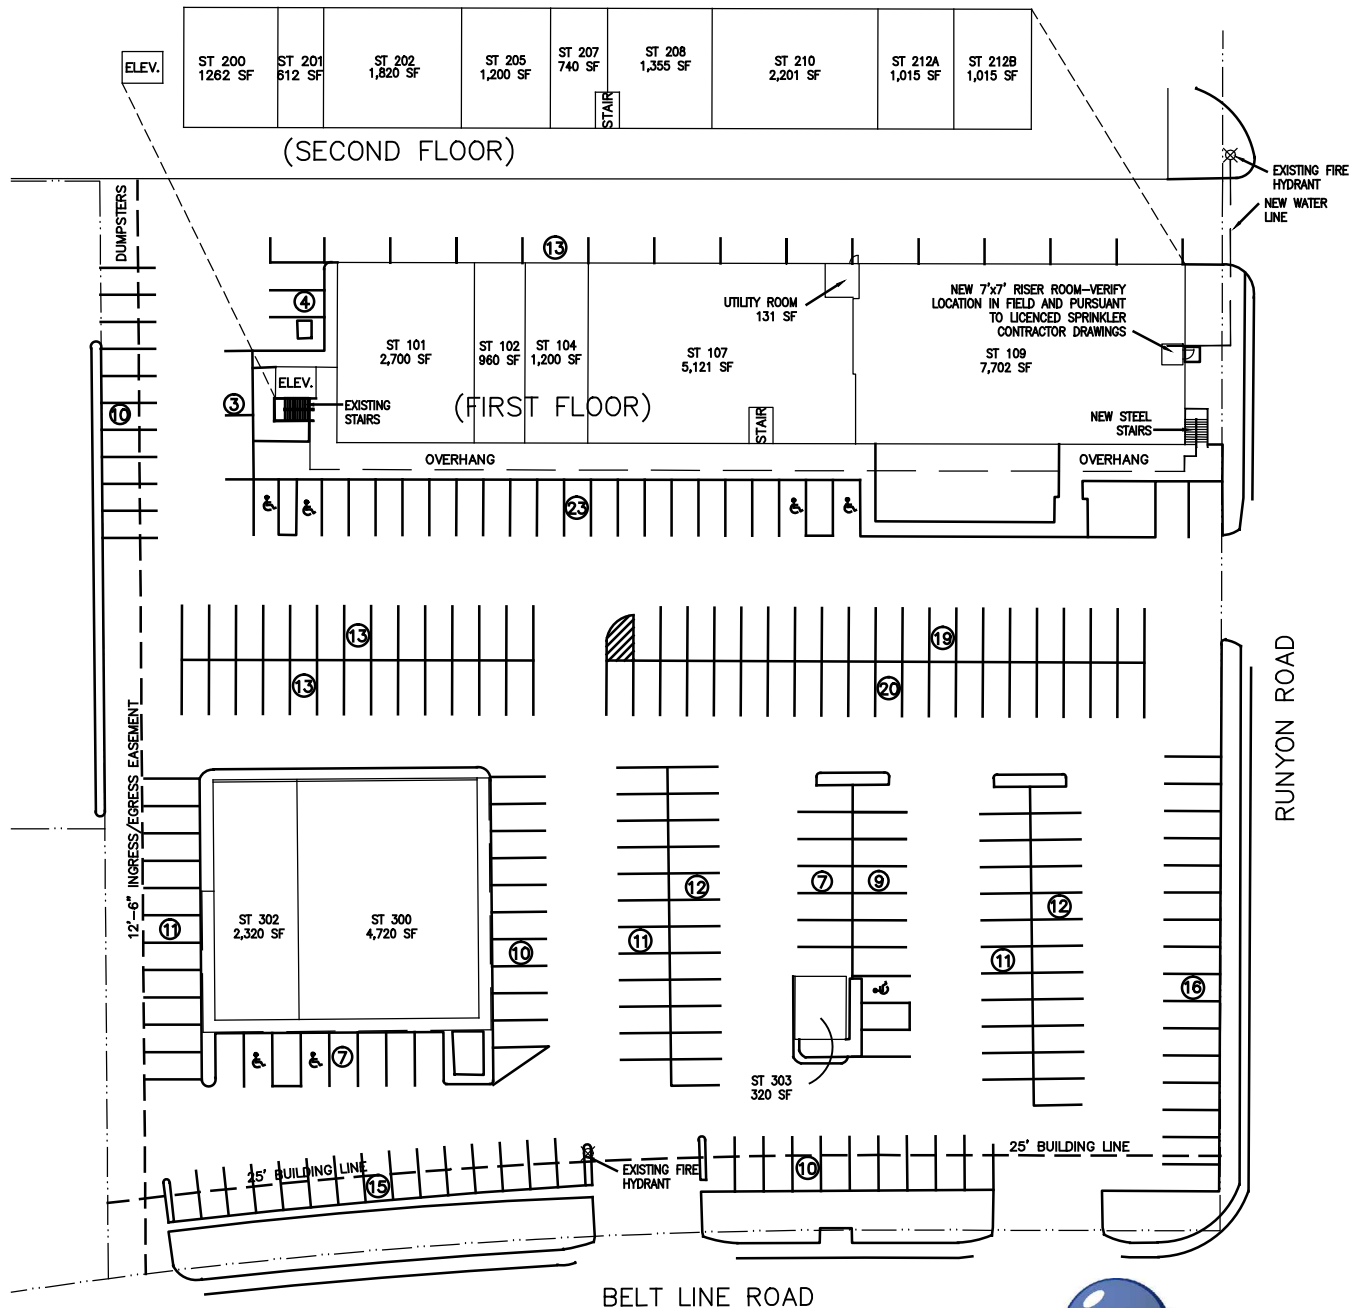 ELEV.
ST 200
1262 SF
ST 201
612 SF
ST 202
1,820 SF
ST 205
1,200 SF
ST 207
740 SF
ST 208
1,355 SF
ST 210
2,201 SF
ST 212A
1,015 SF
ST 212B
1,015 SF
STAIR
(SECOND FLOOR)
EXISTING FIRE
HYDRANT
NEW WATER
LINE
DUMPSTERS
13
4
UTILITY ROOM
131 SF
NEW 7'x7' RISER ROOM-VERIFY
LOCATION IN FIELD AND PURSUANT
TO LICENCED SPRINKLER
CONTRACTOR DRAWINGS
ST 101
2,700 SF
ST 102
960 SF
ST 104
1,200 SF
ST 107
5,121 SF
ST 109
7,702 SF
ELEV.
3
10
EXISTING
STAIRS
(FIRST FLOOR)
STAIR
NEW STEEL
STAIRS
OVERHANG
OVERHANG
23
13
19
13
20
RUNYON ROAD
12'-6" INGRESS/EGRESS EASEMENT
12
7
9
12
11
ST 302
2,320 SF
ST 300
4,720 SF
10
11
11
16
7
ST 303
320 SF
25' BUILDING LINE
15
EXISTING FIRE
HYDRANT
10
25' BUILDING LINE
BELT LINE ROAD